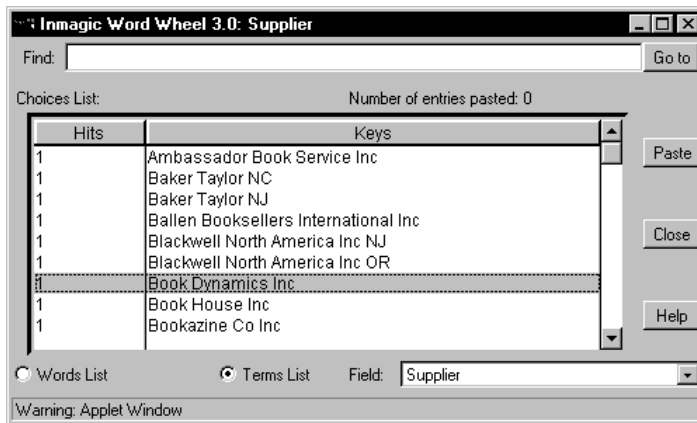 Inmagic Word Wheel 3.0: Supplier
Find: Go to
Choices List: Number of entries pasted: 0
Hits Keys
1 Ambassador Book Service Inc
1 Baker Taylor NC
1 Baker Taylor NJ
1 Ballen Booksellers International Inc
1 Blackwell North America Inc NJ
1 Blackwell North America Inc OR
1 Book Dynamics Inc
1 Book House Inc
1 Bookazine Co Inc
Paste
Close
Help
Words List Terms List Field: Supplier
Warning: Applet Window